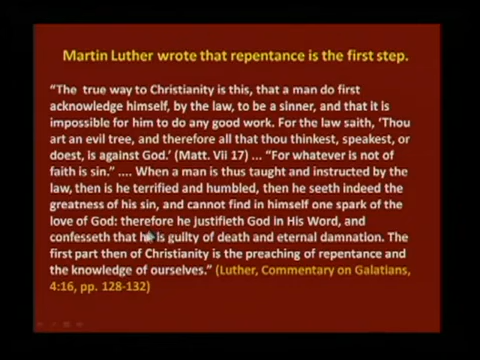 Martin Luther wrote that repentance is the first step.
“The true way to Christianity is this, that a man do first
acknowledge himself, by the law, to be a sinner, and that it is
impossible for him to do any good work. For the law saith, ‘Thou
art an evil tree, and therefore all that thou thinkest, speakest, or
doest, is against God.’ (Matt. Vii 17) ... “For whatever is not of
faith is sin.” .... When a man is thus taught and instructed by the
law, then is he terrified and humbled, then he seeth indeed the
greatness of his sin, and cannot find in himself one spark of the
love of God: therefore he justifieth God in His Word, and
confesseth that he is guilty of death and eternal damnation. The
first part then of Christianity is the preaching of repentance and
the knowledge of ourselves.” (Luther, Commentary on Galatians,
4:16, pp. 128-132)